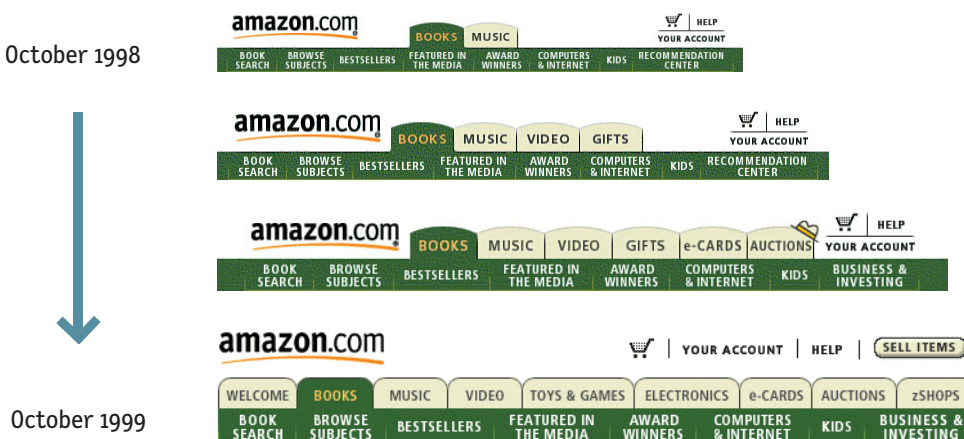 October 1998
amazon.com
BOOKS MUSIC
HELP
YOUR ACCOUNT
BOOK SEARCH BROWSE SUBJECTS BESTSELLERS FEATURED IN THE MEDIA AWARD WINNERS COMPUTERS & INTERNET KIDS RECOMMENDATION CENTER
amazon.com
BOOKS MUSIC VIDEO GIFTS
HELP
YOUR ACCOUNT
BOOK SEARCH BROWSE SUBJECTS BESTSELLERS FEATURED IN THE MEDIA AWARD WINNERS COMPUTERS & INTERNET KIDS RECOMMENDATION CENTER
amazon.com
BOOKS MUSIC VIDEO GIFTS e-CARDS AUCTIONS
HELP
YOUR ACCOUNT
BOOK SEARCH BROWSE SUBJECTS BESTSELLERS FEATURED IN THE MEDIA AWARD WINNERS COMPUTERS & INTERNET KIDS BUSINESS & INVESTING
amazon.com
YOUR ACCOUNT HELP SELL ITEMS
WELCOME BOOKS MUSIC VIDEO TOYS & GAMES ELECTRONICS e-CARDS AUCTIONS zSHOPS
October 1999
BOOK SEARCH BROWSE SUBJECTS BESTSELLERS FEATURED IN THE MEDIA AWARD WINNERS COMPUTERS & INTERNET KIDS BUSINESS & INVESTING